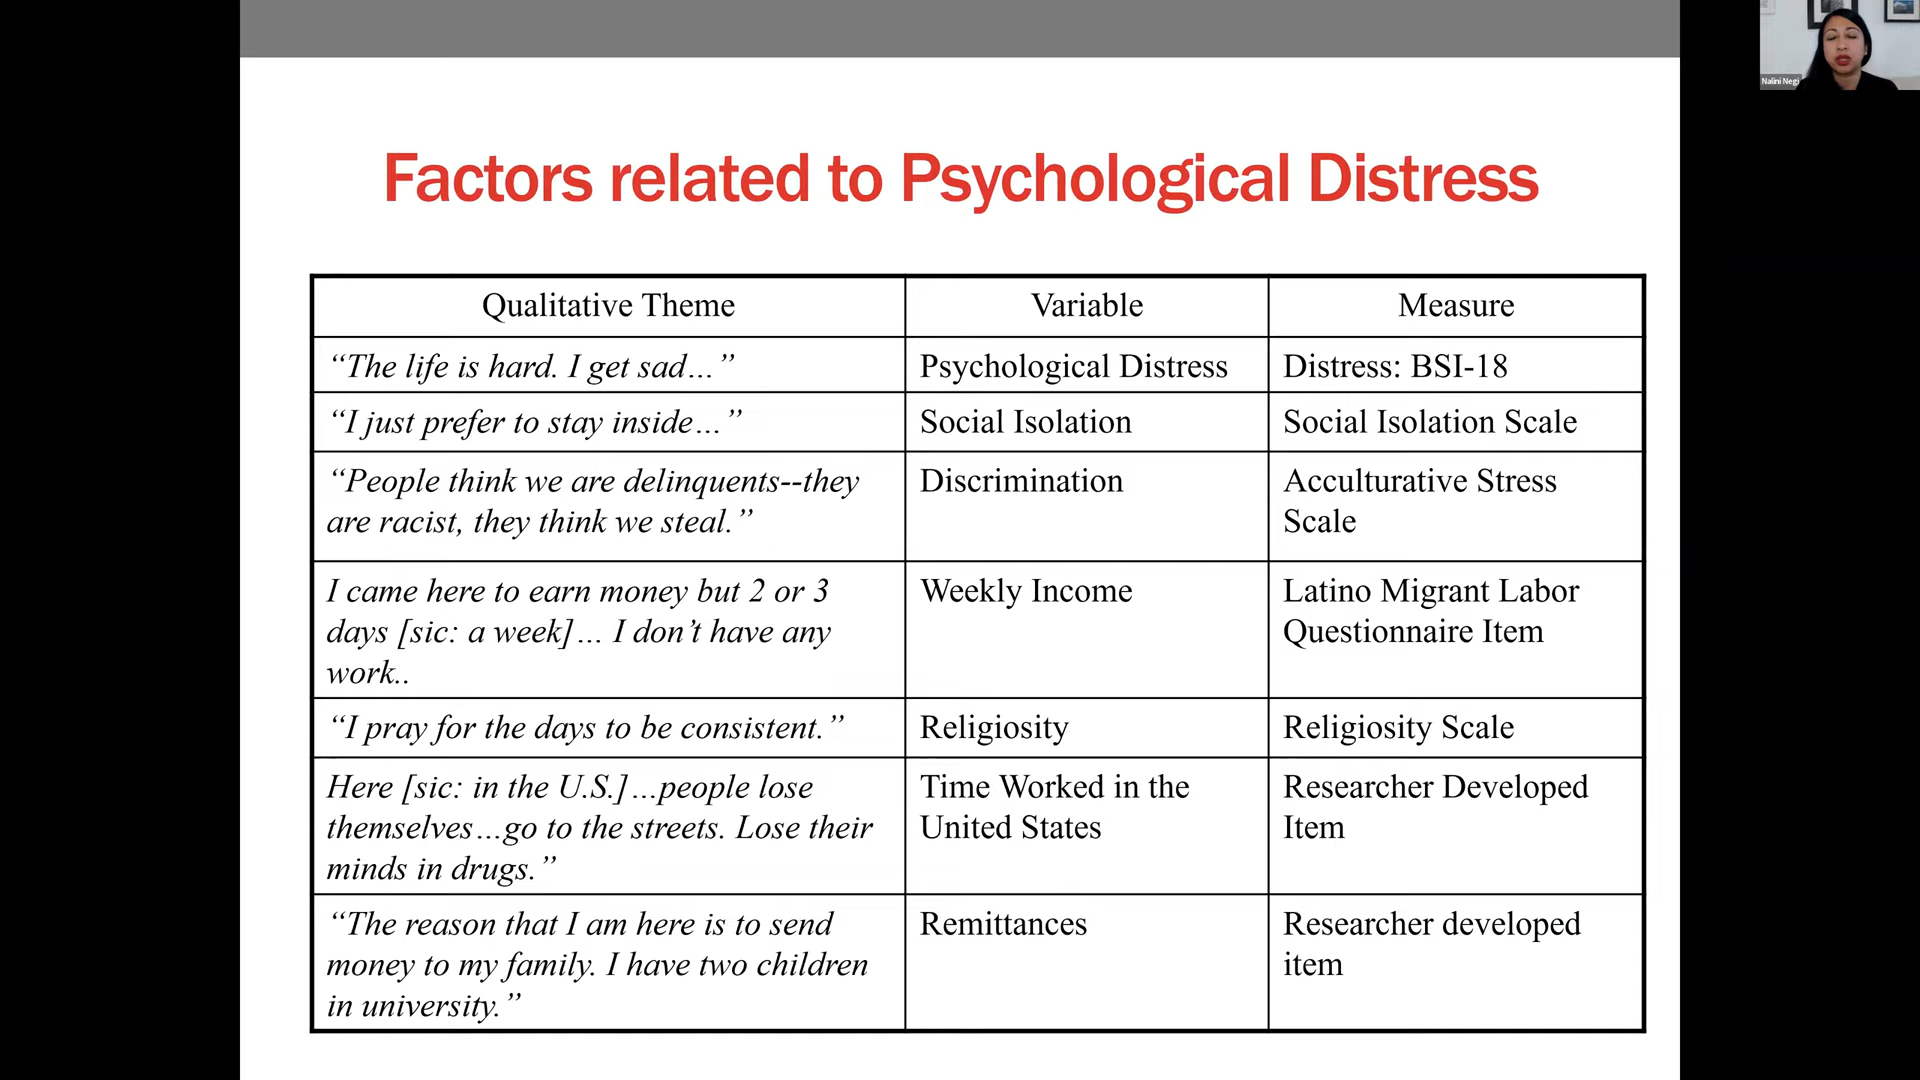 Nalini Negi
Factors related to Psychological Distress
Qualitative Theme
Variable
Measure
“The life is hard. I get sad…”
Psychological Distress
Distress: BSI-18
“I just prefer to stay inside…”
Social Isolation
Social Isolation Scale
“People think we are delinquents--they
are racist, they think we steal.”
Discrimination
Acculturative Stress
Scale
I came here to earn money but 2 or 3
days [sic: a week]… I don’t have any
work..
Weekly Income
Latino Migrant Labor
Questionnaire Item
“I pray for the days to be consistent.”
Religiosity
Religiosity Scale
Here [sic: in the U.S.]…people lose
themselves…go to the streets. Lose their
minds in drugs.”
Time Worked in the
United States
Researcher Developed
Item
“The reason that I am here is to send
money to my family. I have two children
in university.”
Remittances
Researcher developed
item